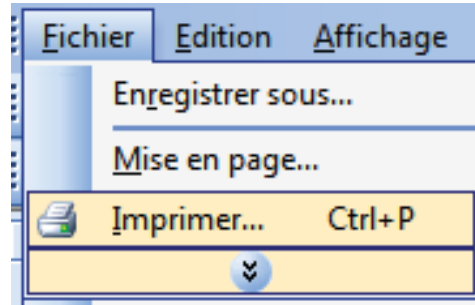 Fichier Edition Affichage
Enregistrer sous...
Mise en page...
Imprimer... Ctrl+P